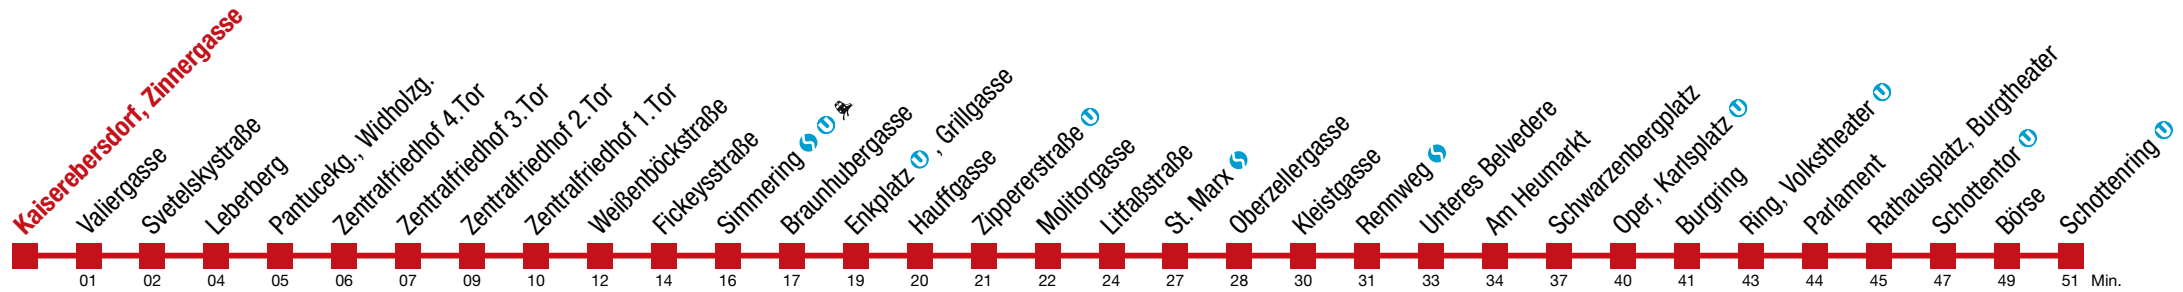 Kaiserebersdorf, Zinnergasse
Valiergasse
Svetelskystraße
Leberberg
Pantucekg., Widholzg.
Zentralfriedhof 4.Tor
Zentralfriedhof 3.Tor
Zentralfriedhof 2.Tor
Zentralfriedhof 1.Tor
Weißenböckstraße
Fickeysstraße
Simmering S U
Braunhubergasse
Enkplatz U , Grillgasse
Hauffgasse
Zippererstraße U
Molitorgasse
Litfaßstraße
St. Marx S
Oberzellergasse
Kleistgasse
Rennweg S
Unteres Belvedere
Am Heumarkt
Schwarzenbergplatz
Oper, Karlsplatz U
Burgring
Ring, Volkstheater U
Parlament
Rathausplatz, Burgtheater
Schottentor U
Börse
Schottenring U
01 02 04 05 06 07 09 10 12 14 16 17 19 20 21 22 24 27 28 30 31 33 34 37 40 41 43 44 45 47 49 51 Min.